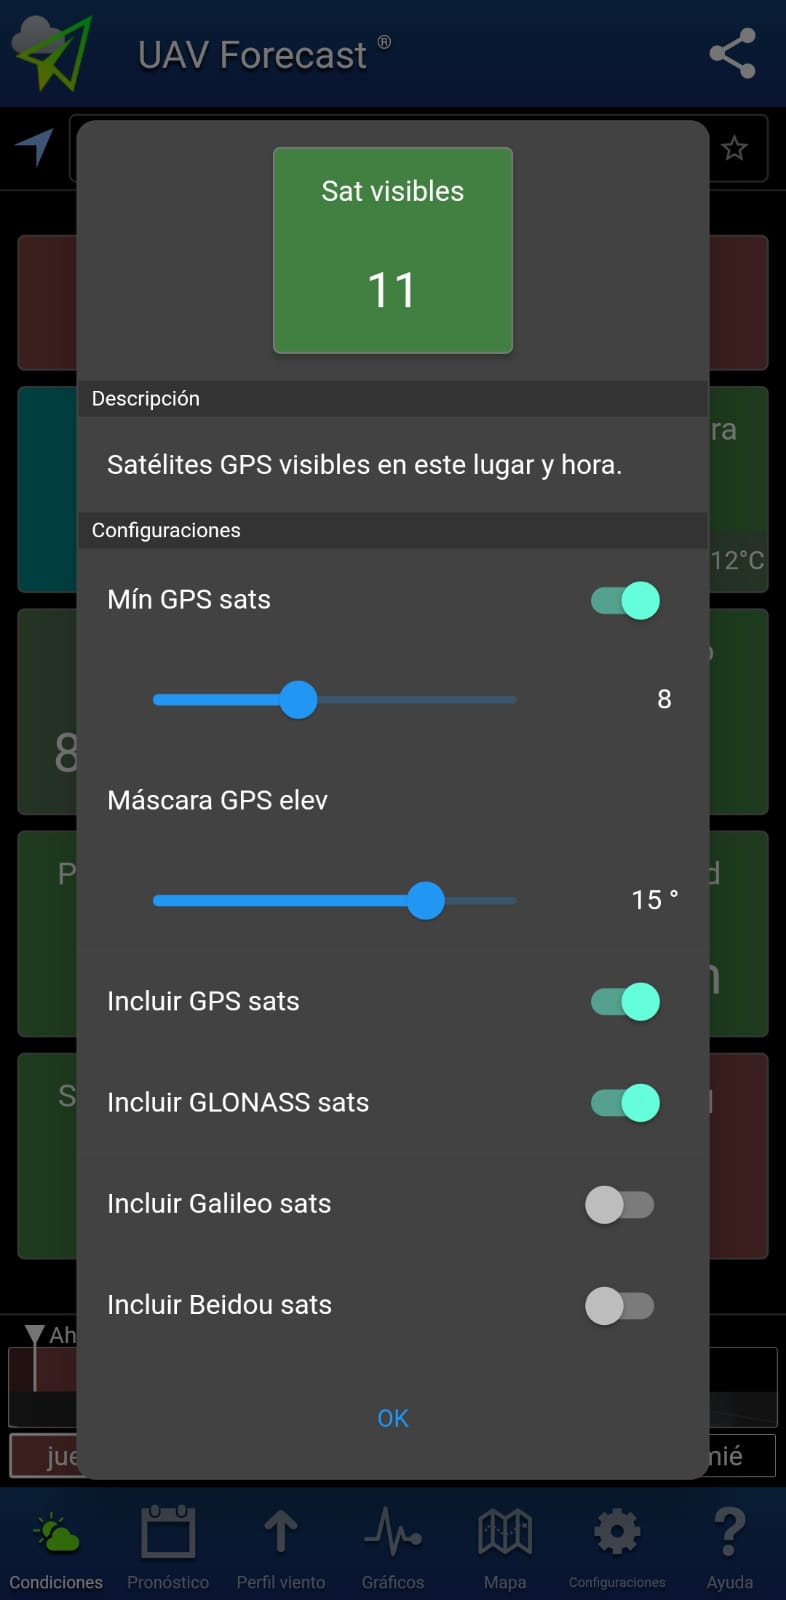 UAV Forecast ®
Sat visibles
11
Descripción
Satélites GPS visibles en este lugar y hora.
Configuraciones
Mín GPS sats
8
Máscara GPS elev
15 °
Incluir GPS sats
Incluir GLONASS sats
Incluir Galileo sats
Incluir Beidou sats
OK
ra
12°C
8
P
d
S
Ah
jue
mié
Condiciones
Pronóstico
Perfil viento
Gráficos
Mapa
Configuraciones
Ayuda